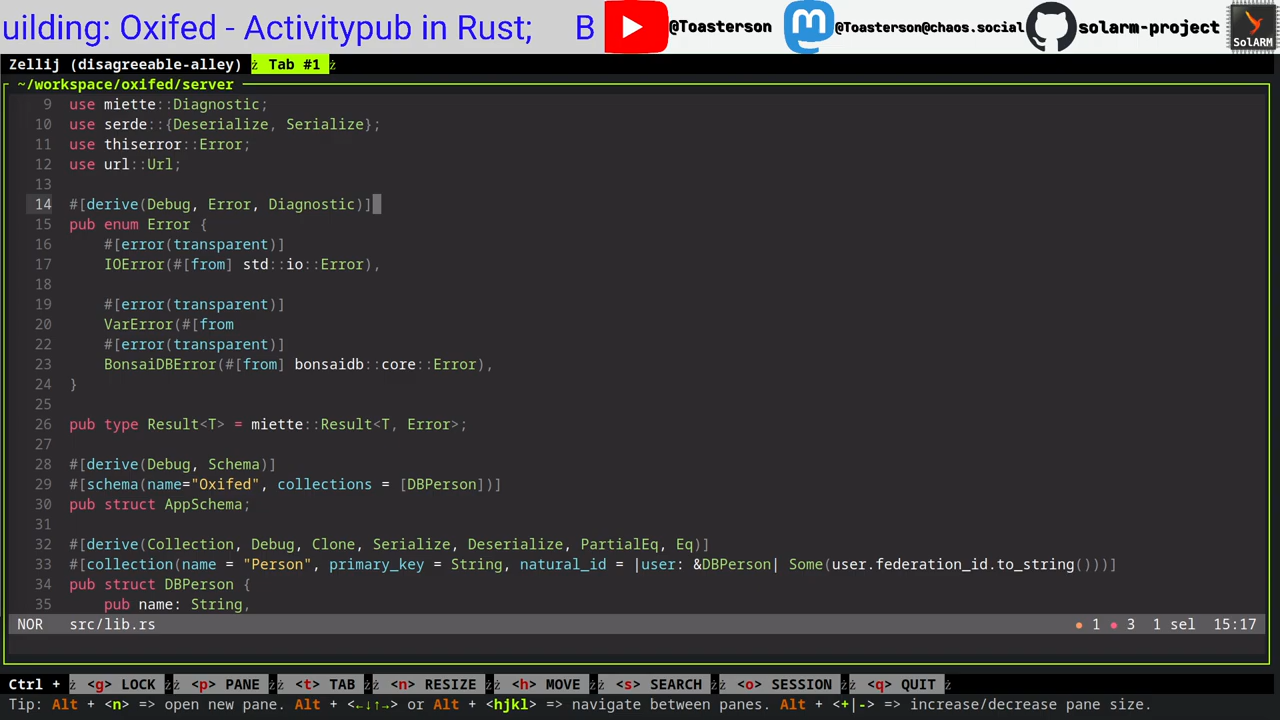 uilding: Oxifed - Activitypub in Rust;    B
@Toasterson
@Toasterson@chaos.social
solarm-project
SolARM
Zellij (disagreeable-alley)  Tab #1
~/workspace/oxifed/server
9 use miette::Diagnostic;
10 use serde::{Deserialize, Serialize};
11 use thiserror::Error;
12 use url::Url;
13
14 #[derive(Debug, Error, Diagnostic)]
15 pub enum Error {
16     #[error(transparent)]
17     IOError(#[from] std::io::Error),
18
19     #[error(transparent)]
20     VarError(#[from
22     #[error(transparent)]
23     BonsaiDBError(#[from] bonsaidb::core::Error),
24 }
25
26 pub type Result<T> = miette::Result<T, Error>;
27
28 #[derive(Debug, Schema)]
29 #[schema(name="Oxifed", collections = [DBPerson])]
30 pub struct AppSchema;
31
32 #[derive(Collection, Debug, Clone, Serialize, Deserialize, PartialEq, Eq)]
33 #[collection(name = "Person", primary_key = String, natural_id = |user: &DBPerson| Some(user.federation_id.to_string()))]
34 pub struct DBPerson {
35     pub name: String,
NOR   src/lib.rs   ● 1 ● 3  1 sel  15:17
Ctrl + <g> LOCK  <p> PANE  <t> TAB  <n> RESIZE  <h> MOVE  <s> SEARCH  <o> SESSION  <q> QUIT
Tip: Alt + <n> => open new pane. Alt + <←↓↑→> or Alt + <hjkl> => navigate between panes. Alt + <+|-> => increase/decrease pane size.